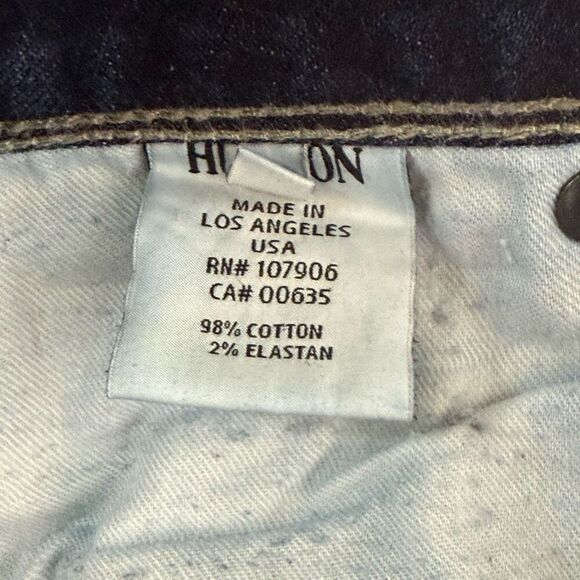 MADE IN
LOS ANGELES
USA
RN# 107906
CA# 00635
98% COTTON
2% ELASTAN